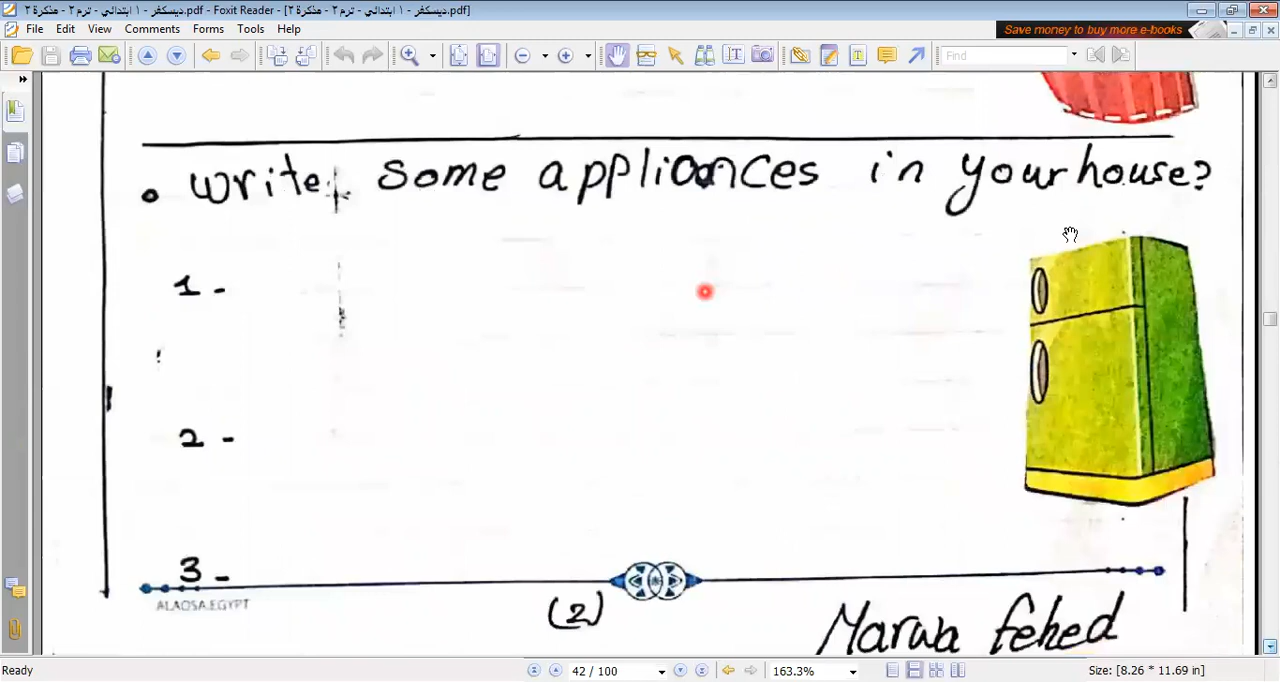 ديسكفر - ١ ابتدائي - ترم ٢ - مذكرة ٢.pdf - Foxit Reader - [ديسكفر - ١ ابتدائي - ترم ٢ - مذكرة ٢.pdf]
File Edit View Comments Forms Tools Help
Save money to buy more e-books
Find
• Write some appliances in your house?
1 -
2 -
3 -
ALAOSA.EGYPT
(2)
Marwa fehed
Ready
42 / 100
163.3%
Size: [8.26 * 11.69 in]